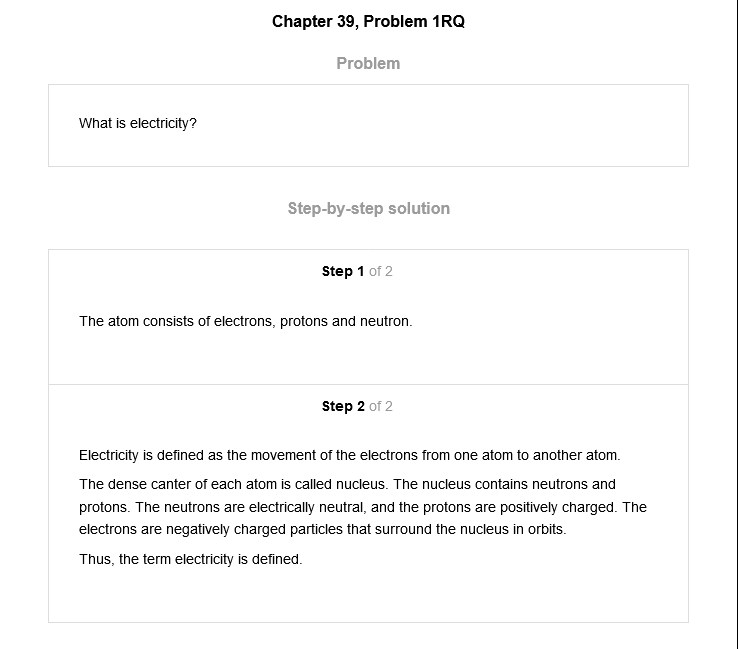 Chapter 39, Problem 1RQ
Problem
What is electricity?
Step-by-step solution
Step 1 of 2
The atom consists of electrons, protons and neutron.
Step 2 of 2
Electricity is defined as the movement of the electrons from one atom to another atom.
The dense canter of each atom is called nucleus. The nucleus contains neutrons and
protons. The neutrons are electrically neutral, and the protons are positively charged. The
electrons are negatively charged particles that surround the nucleus in orbits.
Thus, the term electricity is defined.